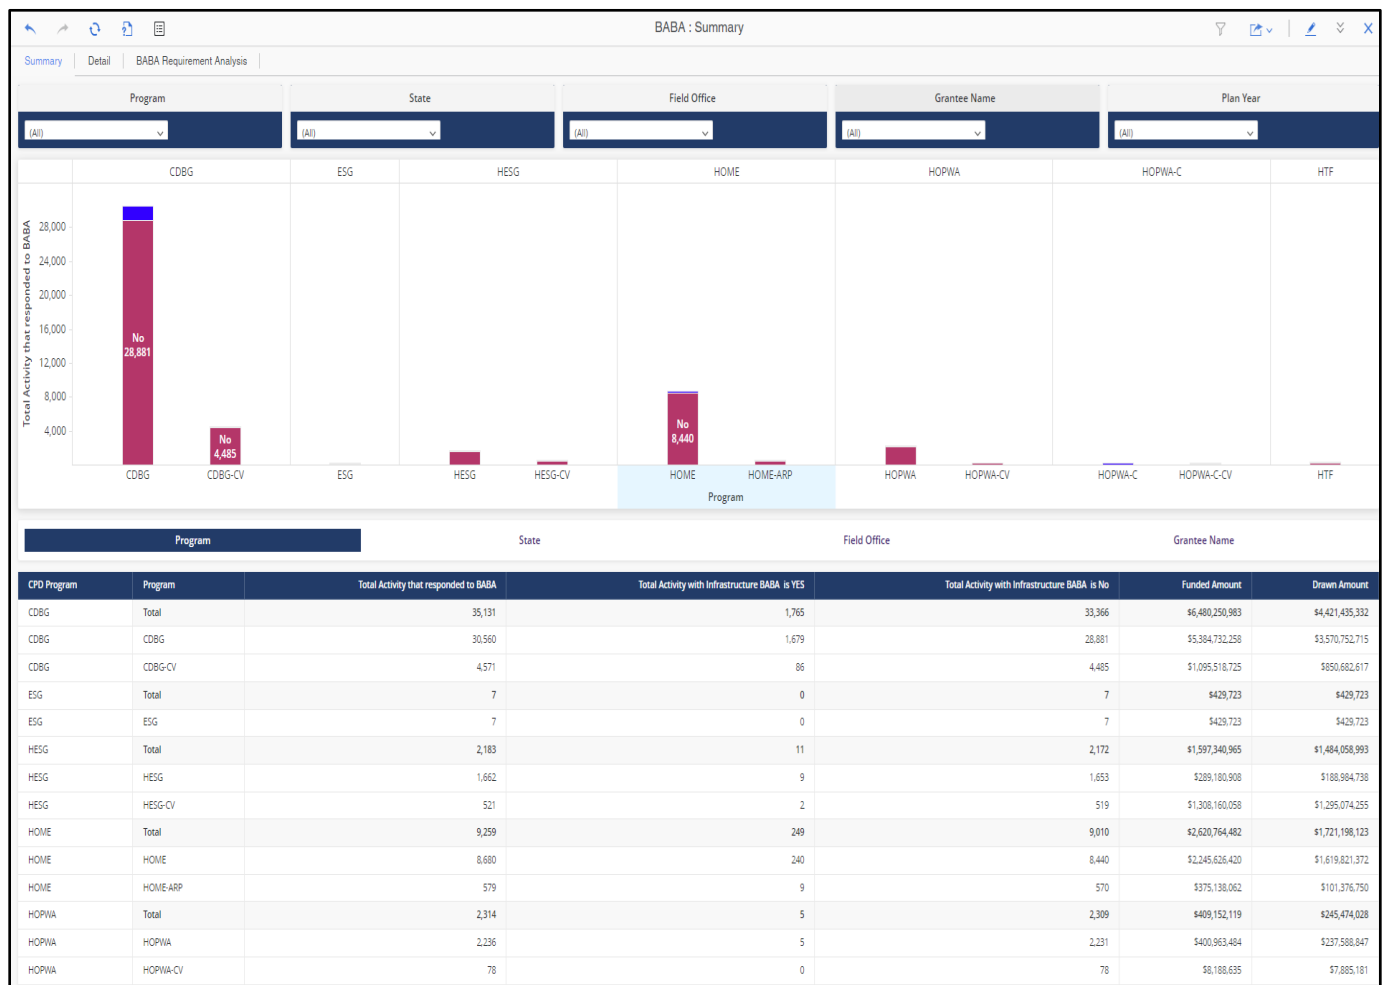 BABA : Summary
Summary Detail BABA Requirement Analysis
Program State Field Office Grantee Name Plan Year
(All) (All) (All) (All) (All)
CDBG ESG HESG HOME HOPWA HOPWA-C HTF
Total Activity that responded to BABA
28,000
24,000
20,000
16,000
12,000
8,000
4,000
No
28,881
No
4,485
No
8,440
CDBG CDBG-CV ESG HESG HESG-CV HOME HOME-ARP HOPWA HOPWA-CV HOPWA-C HOPWA-C-CV HTF
Program
Program State Field Office Grantee Name
CPD Program Program Total Activity that responded to BABA Total Activity with Infrastructure BABA is YES Total Activity with Infrastructure BABA is No Funded Amount Drawn Amount
CDBG Total 35,131 1,765 33,366 $6,480,250,983 $4,421,435,332
CDBG CDBG 30,560 1,679 28,881 $5,384,732,258 $3,570,752,715
CDBG CDBG-CV 4,571 86 4,485 $1,095,518,725 $850,682,617
ESG Total 7 0 7 $429,723 $429,723
ESG ESG 7 0 7 $429,723 $429,723
HESG Total 2,183 11 2,172 $1,597,340,965 $1,484,058,993
HESG HESG 1,662 9 1,653 $289,180,908 $188,984,738
HESG HESG-CV 521 2 519 $1,308,160,058 $1,295,074,255
HOME Total 9,259 249 9,010 $2,620,764,482 $1,721,198,123
HOME HOME 8,680 240 8,440 $2,245,626,420 $1,619,821,372
HOME HOME-ARP 579 9 570 $375,138,062 $101,376,750
HOPWA Total 2,314 5 2,309 $409,152,119 $245,474,028
HOPWA HOPWA 2,236 5 2,231 $400,963,484 $237,588,847
HOPWA HOPWA-CV 78 0 78 $8,188,635 $7,885,181